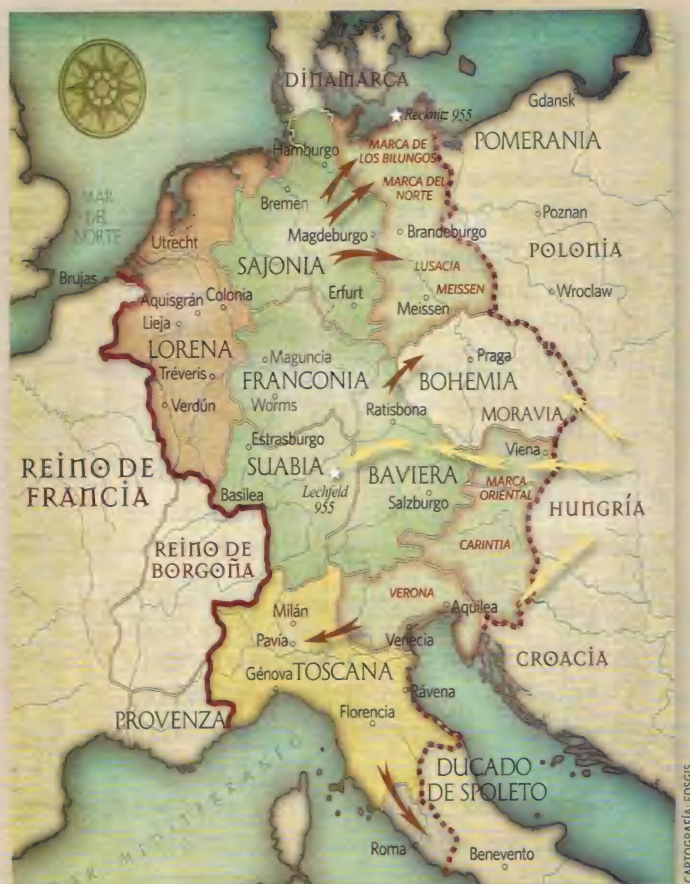 DINAMARCA
Gdansk
Recknitz 955
POMERANIA
Hamburgo
MARCA DE
LOS BILUNGOS
MARCA DEL
NORTE
Bremen
MAR
DEL
NORTE
Poznan
Magdeburgo
Brandeburgo
Utrecht
POLONIA
SAJONIA
LUSACIA
Brujas
MEISSEN
Wroclaw
Aquisgrán
Colonia
Erfurt
Meissen
Lieja
LORENA
Maguncia
Praga
Tréveris
FRANCONIA
BOHEMIA
Verdún
Worms
Ratisbona
MORAVIA
Estrasburgo
Viena
REINO DE
FRANCIA
SUABIA
BAVIERA
MARCA
ORIENTAL
Basilea
Lechfeld
955
Salzburgo
HUNGRÍA
REINO DE
BORGOÑA
CARINTIA
VERONA
Milán
Aquilea
Pavía
Venecia
CROACIA
Génova
TOSCANA
Rávena
PROVENZA
Florencia
MAR MEDITERRÁNEO
DUCADO
DE SPOLETO
Roma
Benevento
CARTOGRAFÍA: EOSGIS